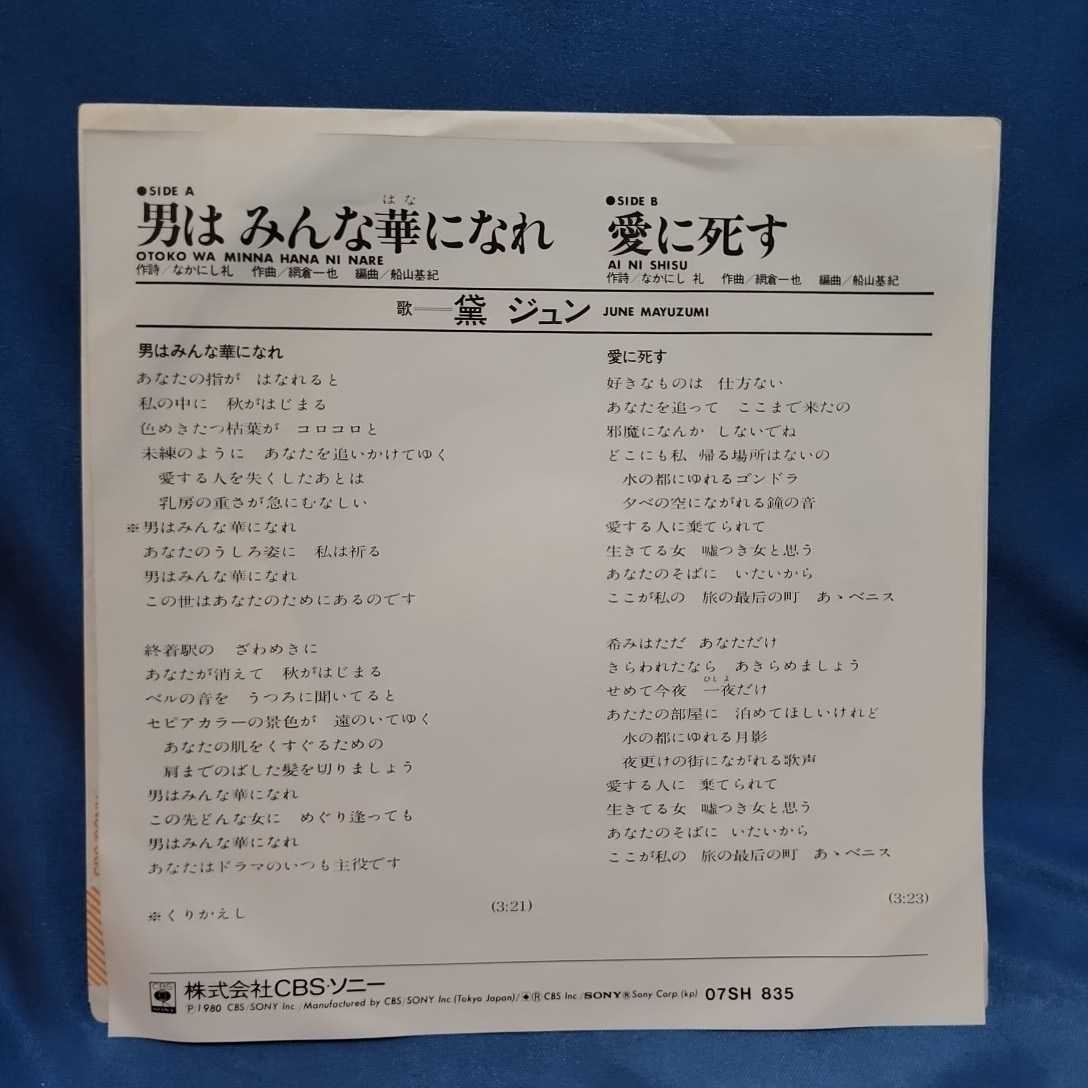 ●SIDE A
はな
男は みんな華になれ
OTOKO WA MINNA HANA NI NARE
作詩/なかにし礼 作曲/網倉一也 編曲/船山基紀
●SIDE B
愛に死す
AI NI SHISU
作詩/なかにし 礼 作曲/網倉一也 編曲/船山基紀
歌──黛 ジュン JUNE MAYUZUMI
男はみんな華になれ
あなたの指が はなれると
私の中に 秋がはじまる
色めきたつ枯葉が コロコロと
未練のように あなたを追いかけてゆく
愛する人を失くしたあとは
乳房の重さが急にむなしい
※男はみんな華になれ
あなたのうしろ姿に 私は祈る
男はみんな華になれ
この世はあなたのためにあるのです
終着駅の ざわめきに
あなたが消えて 秋がはじまる
ベルの音を うつろに聞いてると
セピアカラーの景色が 遠のいてゆく
あなたの肌をくすぐるための
肩までのばした髪を切りましょう
男はみんな華になれ
この先どんな女に めぐり逢っても
男はみんな華になれ
あなたはドラマのいつも主役です
※くりかえし
(3:21)
愛に死す
好きなものは 仕方ない
あなたを追って ここまで来たの
邪魔になんか しないでね
どこにも私 帰る場所はないの
水の都にゆれるゴンドラ
夕べの空にながれる鐘の音
愛する人に棄てられて
生きてる女 嘘つき女と思う
あなたのそばに いたいから
ここが私の 旅の最后の町 あゝベニス
希みはただ あなただけ
きらわれたなら あきらめましょう
ひとよ
せめて今夜 一夜だけ
あたたの部屋に 泊めてほしいけれど
水の都にゆれる月影
夜更けの街にながれる歌声
愛する人に 棄てられて
生きてる女 嘘つき女と思う
あなたのそばに いたいから
ここが私の 旅の最后の町 あゝベニス
(3:23)
CBS
SONY
株式会社CBS・ソニー
Ⓟ1980 CBS/SONY Inc./Manufactured by CBS/SONY Inc (Tokyo Japan)/ Ⓡ CBS Inc/SONY Ⓡ Sony Corp.(kp) 07SH 835